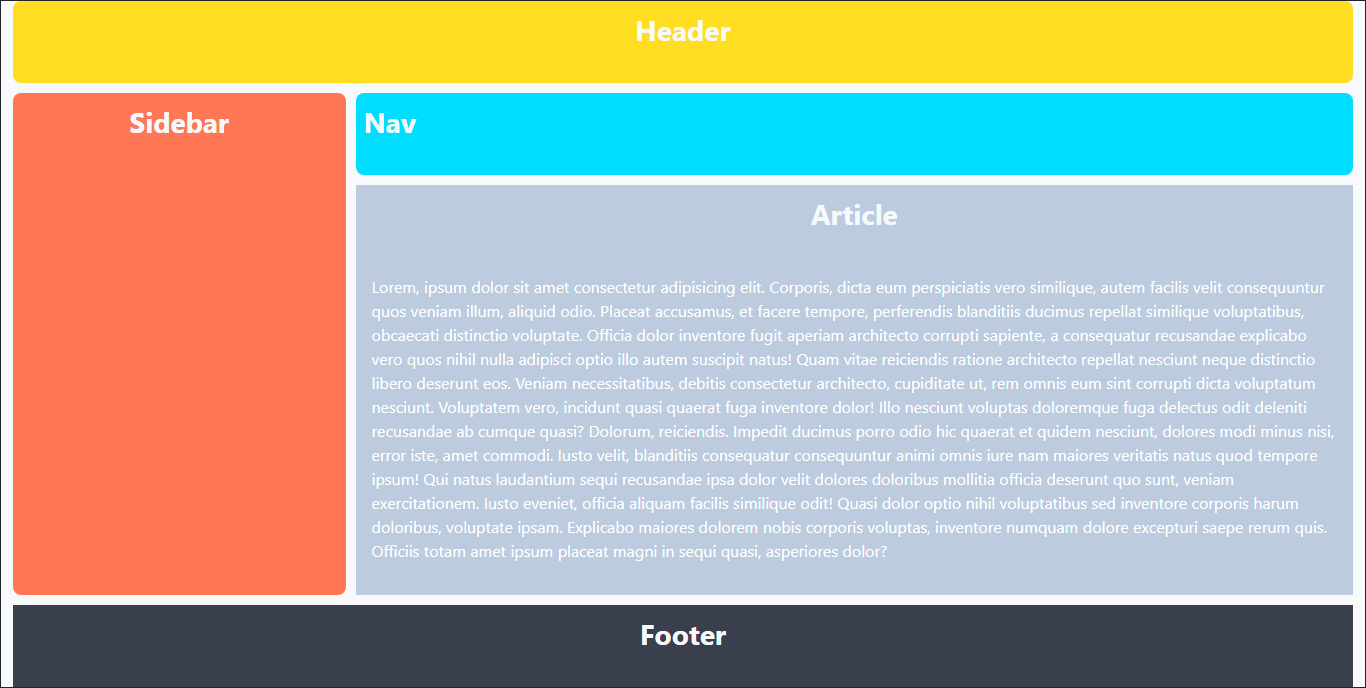 Header
Sidebar
Nav
Article
Lorem, ipsum dolor sit amet consectetur adipisicing elit. Corporis, dicta eum perspiciatis vero similique, autem facilis velit consequuntur
quos veniam illum, aliquid odio. Placeat accusamus, et facere tempore, perferendis blanditiis ducimus repellat similique voluptatibus,
obcaecati distinctio voluptate. Officia dolor inventore fugit aperiam architecto corrupti sapiente, a consequatur recusandae explicabo
vero quos nihil nulla adipisci optio illo autem suscipit natus! Quam vitae reiciendis ratione architecto repellat nesciunt neque distinctio
libero deserunt eos. Veniam necessitatibus, debitis consectetur architecto, cupiditate ut, rem omnis eum sint corrupti dicta voluptatum
nesciunt. Voluptatem vero, incidunt quasi quaerat fuga inventore dolor! Illo nesciunt voluptas doloremque fuga delectus odit deleniti
recusandae ab cumque quasi? Dolorum, reiciendis. Impedit ducimus porro odio hic quaerat et quidem nesciunt, dolores modi minus nisi,
error iste, amet commodi. Iusto velit, blanditiis consequatur consequuntur animi omnis iure nam maiores veritatis natus quod tempore
ipsum! Qui natus laudantium sequi recusandae ipsa dolor velit dolores doloribus mollitia officia deserunt quo sunt, veniam
exercitationem. Iusto eveniet, officia aliquam facilis similique odit! Quasi dolor optio nihil voluptatibus sed inventore corporis harum
doloribus, voluptate ipsam. Explicabo maiores dolorem nobis corporis voluptas, inventore numquam dolore excepturi saepe rerum quis.
Officiis totam amet ipsum placeat magni in sequi quasi, asperiores dolor?
Footer